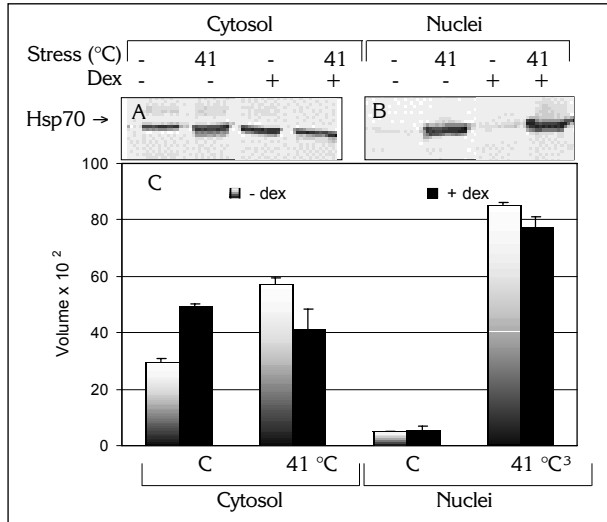 Cytosol Nuclei
Stress (°C) - 41 - 41 - 41 - 41
Dex - - + + - - + +
Hsp70 → A B
C
- dex + dex
100
80
60
40
20
0
Volume x 10 -2
C 41 °C C 41 °C³
Cytosol Nuclei